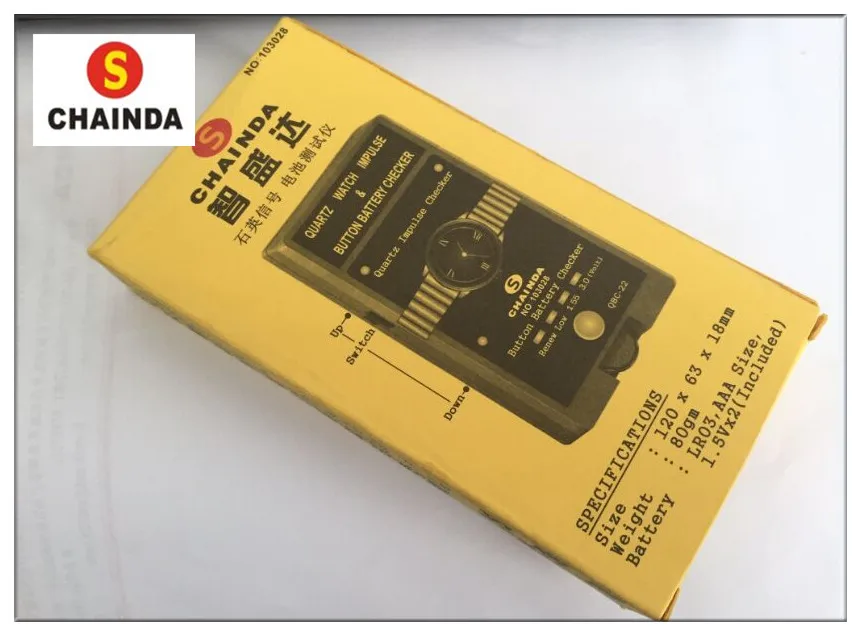 S
CHAINDA
NO:103028
S
CHAINDA
智盛达
石英信号 电池测试仪
QUARTZ WATCH IMPULSE
&
BUTTON BATTERY CHECKER
Quartz Impulse Checker
S
CHAINDA
NO:103028
Button Battery Checker
Renew Low 1.55 3.0(Volt)
QBC-22
Up
Switch
Down
SPECIFICATIONS
Size : 120 x 63 x 18mm
Weight : 80gm
Battery : LR03,AAA Size,
1.5Vx2(Included)